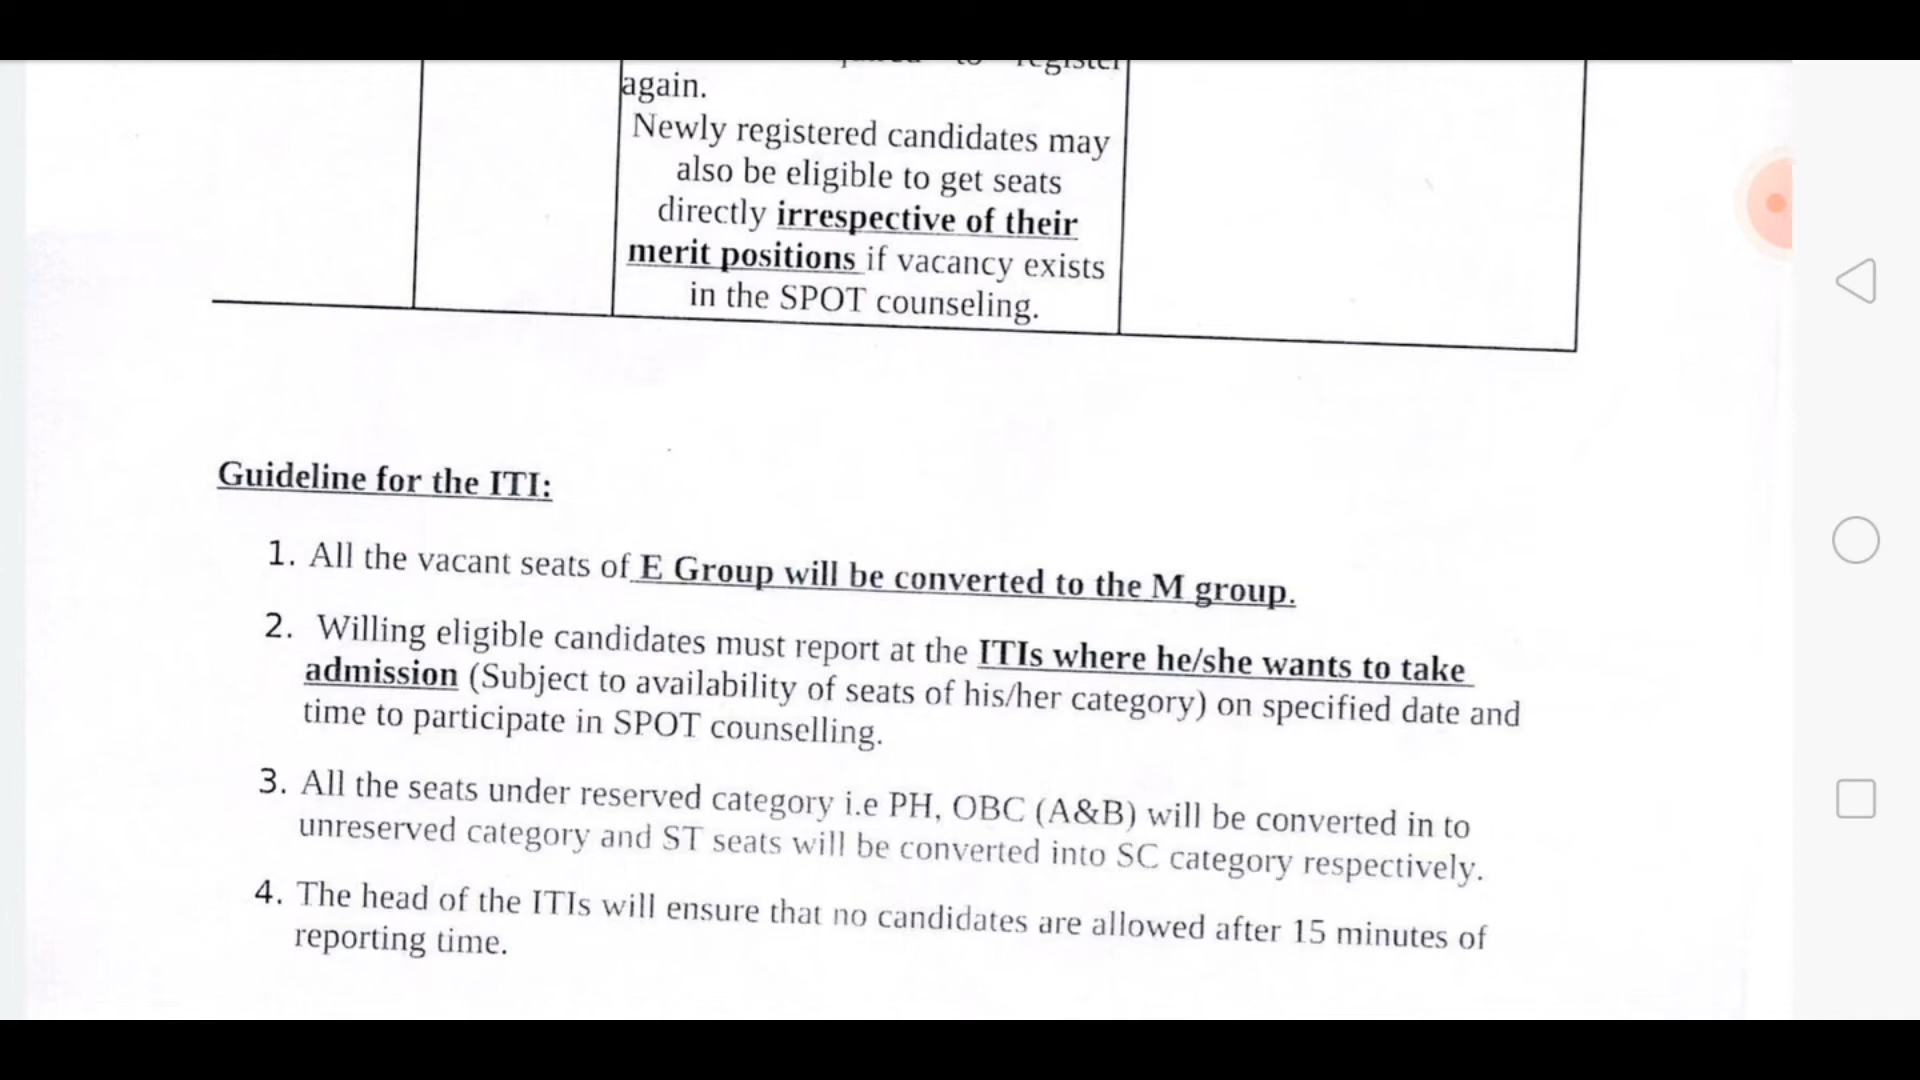 to register
again.
Newly registered candidates may
also be eligible to get seats
directly irrespective of their
merit positions if vacancy exists
in the SPOT counseling.
Guideline for the ITI:
1. All the vacant seats of E Group will be converted to the M group.
2. Willing eligible candidates must report at the ITIs where he/she wants to take
admission (Subject to availability of seats of his/her category) on specified date and
time to participate in SPOT counselling.
3. All the seats under reserved category i.e PH, OBC (A&B) will be converted in to
unreserved category and ST seats will be converted into SC category respectively.
4. The head of the ITIs will ensure that no candidates are allowed after 15 minutes of
reporting time.